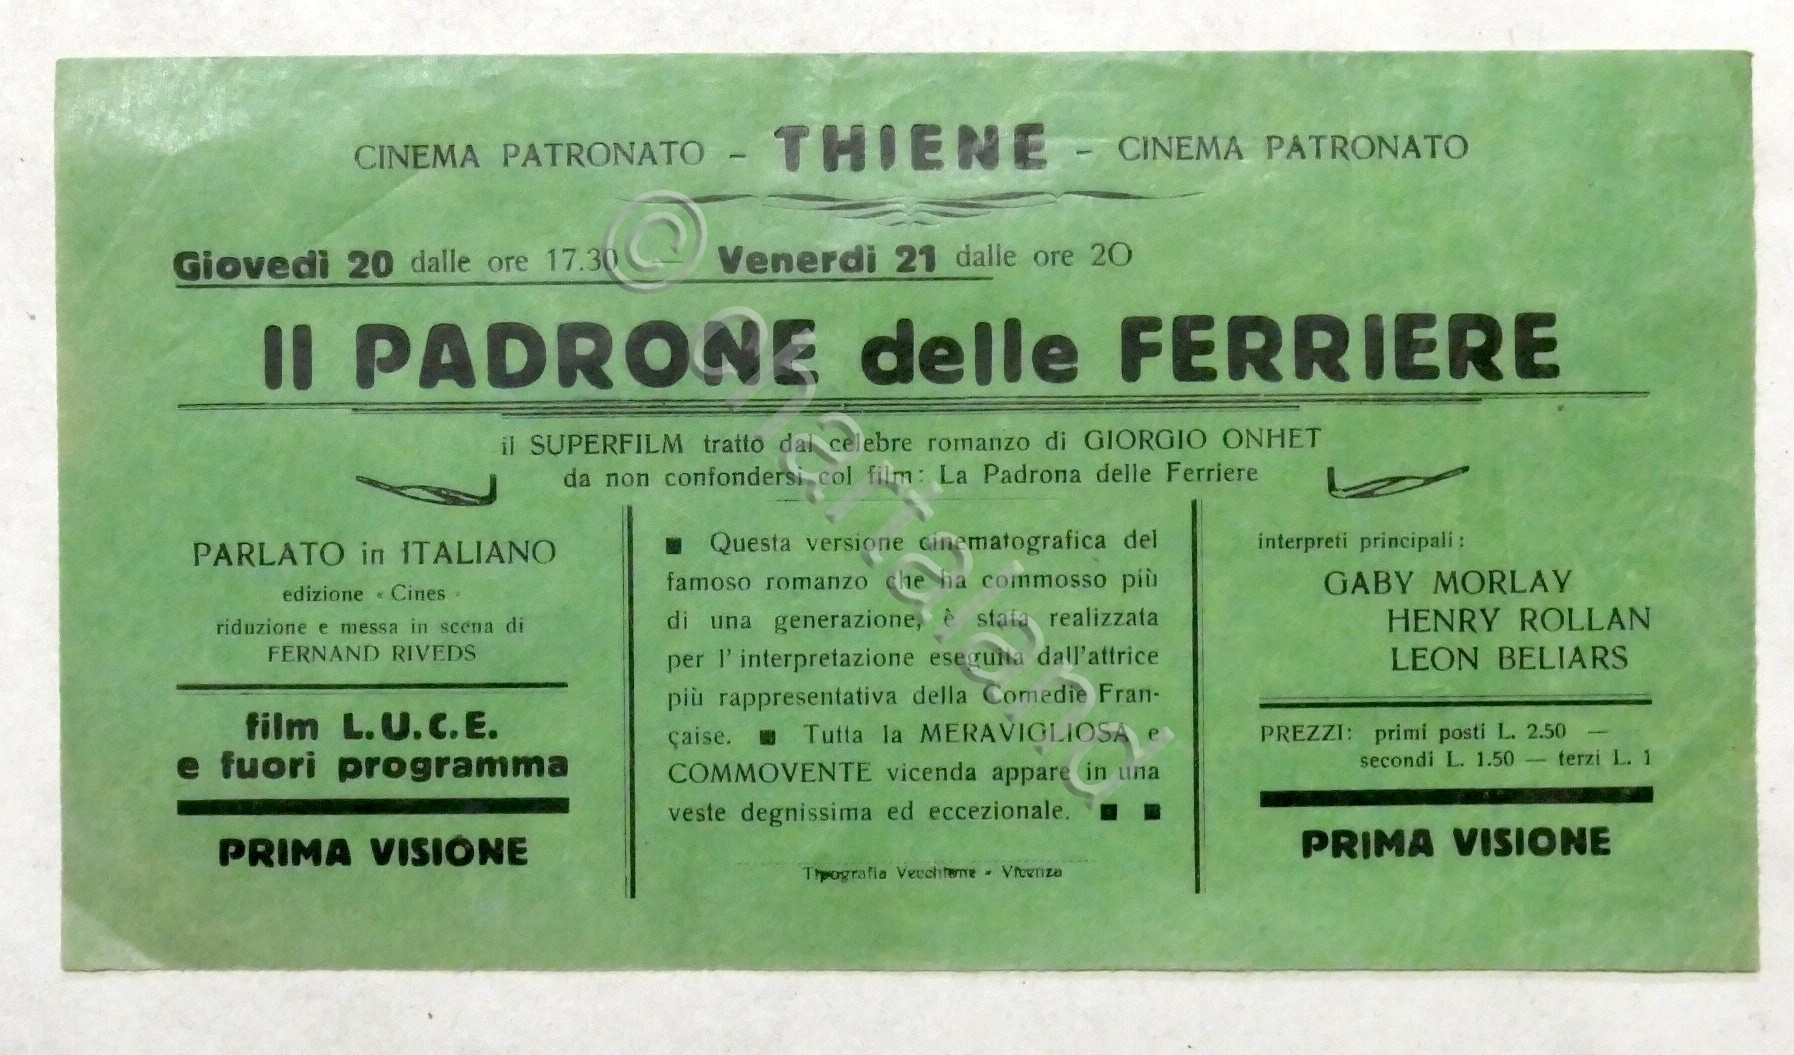 CINEMA PATRONATO - THIENE - CINEMA PATRONATO
Giovedì 20 dalle ore 17.30 — Venerdì 21 dalle ore 20
Il PADRONE delle FERRIERE
il SUPERFILM tratto dal celebre romanzo di GIORGIO ONHET
da non confondersi col film: La Padrona delle Ferriere
PARLATO in ITALIANO
edizione «Cines»
riduzione e messa in scena di
FERNAND RIVEDS
film L.U.C.E.
e fuori programma
PRIMA VISIONE
■ Questa versione cinematografica del
famoso romanzo che ha commosso più
di una generazione, è stata realizzata
per l'interpretazione eseguita dall'attrice
più rappresentativa della Comedie Fran-
çaise. ■ Tutta la MERAVIGLIOSA e
COMMOVENTE vicenda appare in una
veste degnissima ed eccezionale. ■ ■
Tipografia Vecchione - Vicenza
interpreti principali:
GABY MORLAY
HENRY ROLLAN
LEON BELIARS
PREZZI: primi posti L. 2.50 —
secondi L. 1.50 — terzi L. 1
PRIMA VISIONE
© chartaland